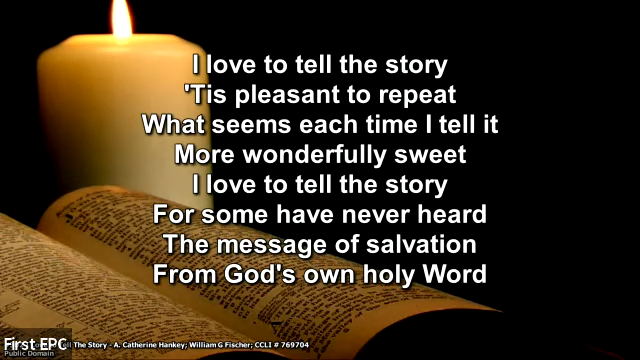 I love to tell the story
'Tis pleasant to repeat
What seems each time I tell it
More wonderfully sweet
I love to tell the story
For some have never heard
The message of salvation
From God's own holy Word
First EPC
Tell The Story - A. Catherine Hankey; William G Fischer; CCLI # 769704
Public Domain